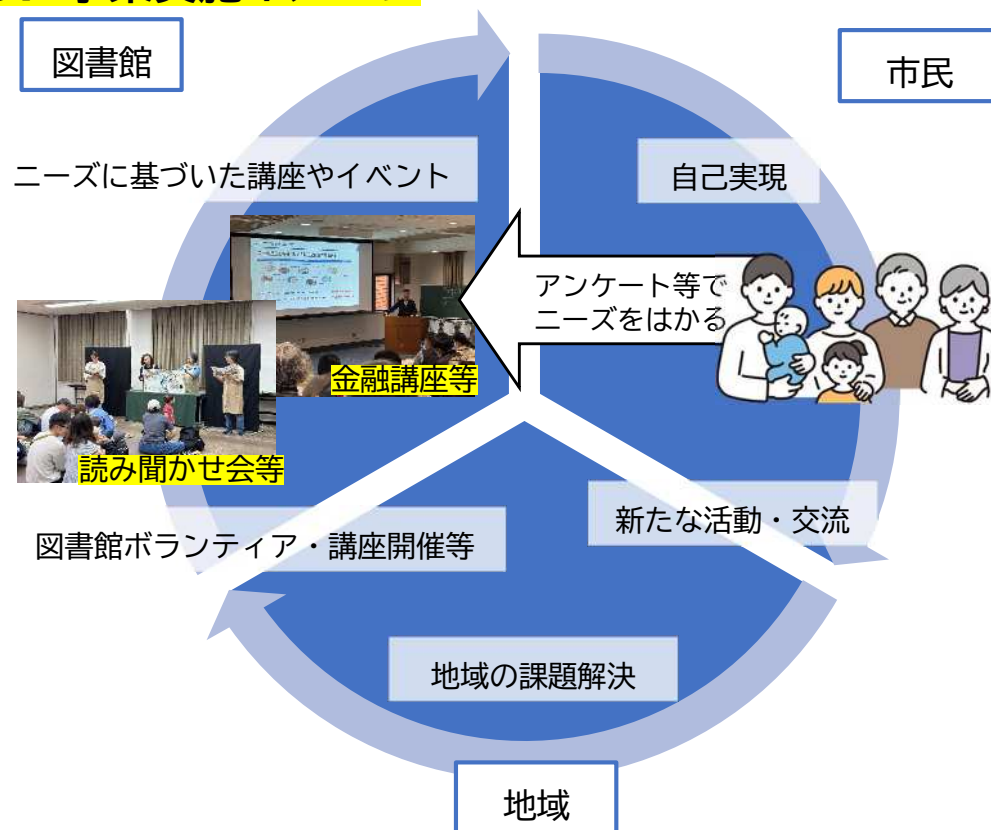 図書館
市民
ニーズに基づいた講座やイベント
自己実現
アンケート等で
ニーズをはかる
金融講座等
読み聞かせ会等
新たな活動・交流
図書館ボランティア・講座開催等
地域の課題解決
地域